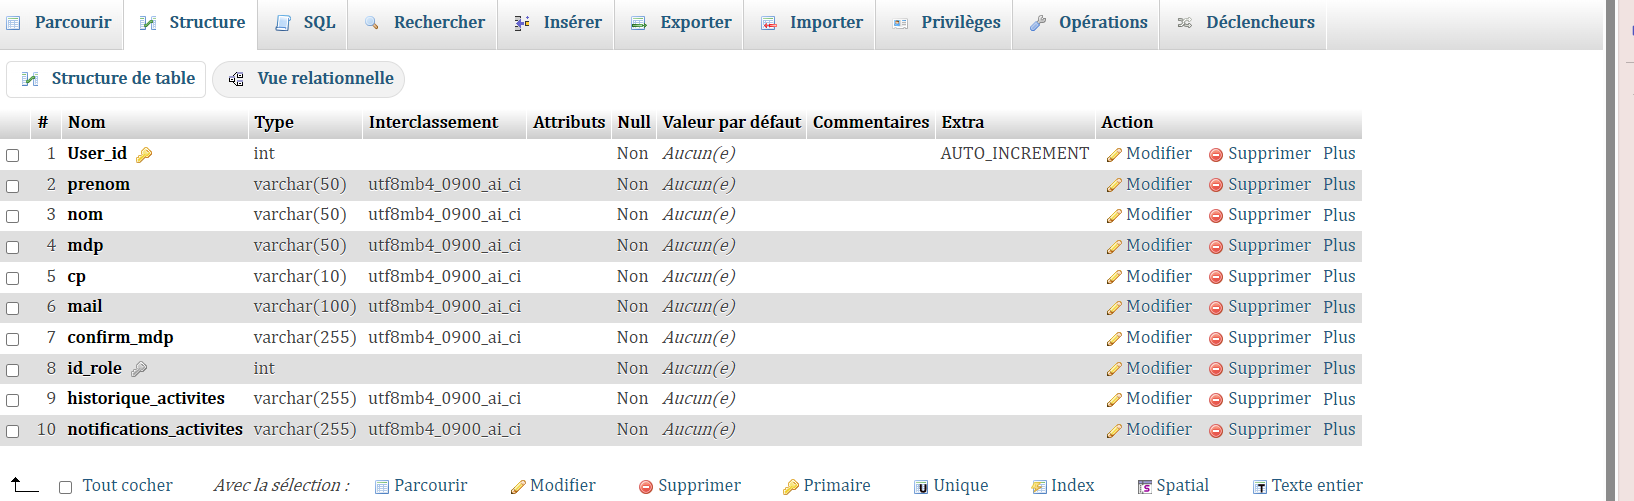 Parcourir Structure SQL Rechercher Insérer Exporter Importer Privilèges Opérations Déclencheurs
Structure de table Vue relationnelle
# Nom Type Interclassement Attributs Null Valeur par défaut Commentaires Extra Action
1 User_id int Non Aucun(e) AUTO_INCREMENT Modifier Supprimer Plus
2 prenom varchar(50) utf8mb4_0900_ai_ci Non Aucun(e) Modifier Supprimer Plus
3 nom varchar(50) utf8mb4_0900_ai_ci Non Aucun(e) Modifier Supprimer Plus
4 mdp varchar(50) utf8mb4_0900_ai_ci Non Aucun(e) Modifier Supprimer Plus
5 cp varchar(10) utf8mb4_0900_ai_ci Non Aucun(e) Modifier Supprimer Plus
6 mail varchar(100) utf8mb4_0900_ai_ci Non Aucun(e) Modifier Supprimer Plus
7 confirm_mdp varchar(255) utf8mb4_0900_ai_ci Non Aucun(e) Modifier Supprimer Plus
8 id_role int Non Aucun(e) Modifier Supprimer Plus
9 historique_activites varchar(255) utf8mb4_0900_ai_ci Non Aucun(e) Modifier Supprimer Plus
10 notifications_activites varchar(255) utf8mb4_0900_ai_ci Non Aucun(e) Modifier Supprimer Plus
Tout cocher Avec la sélection : Parcourir Modifier Supprimer Primaire Unique Index Spatial Texte entier